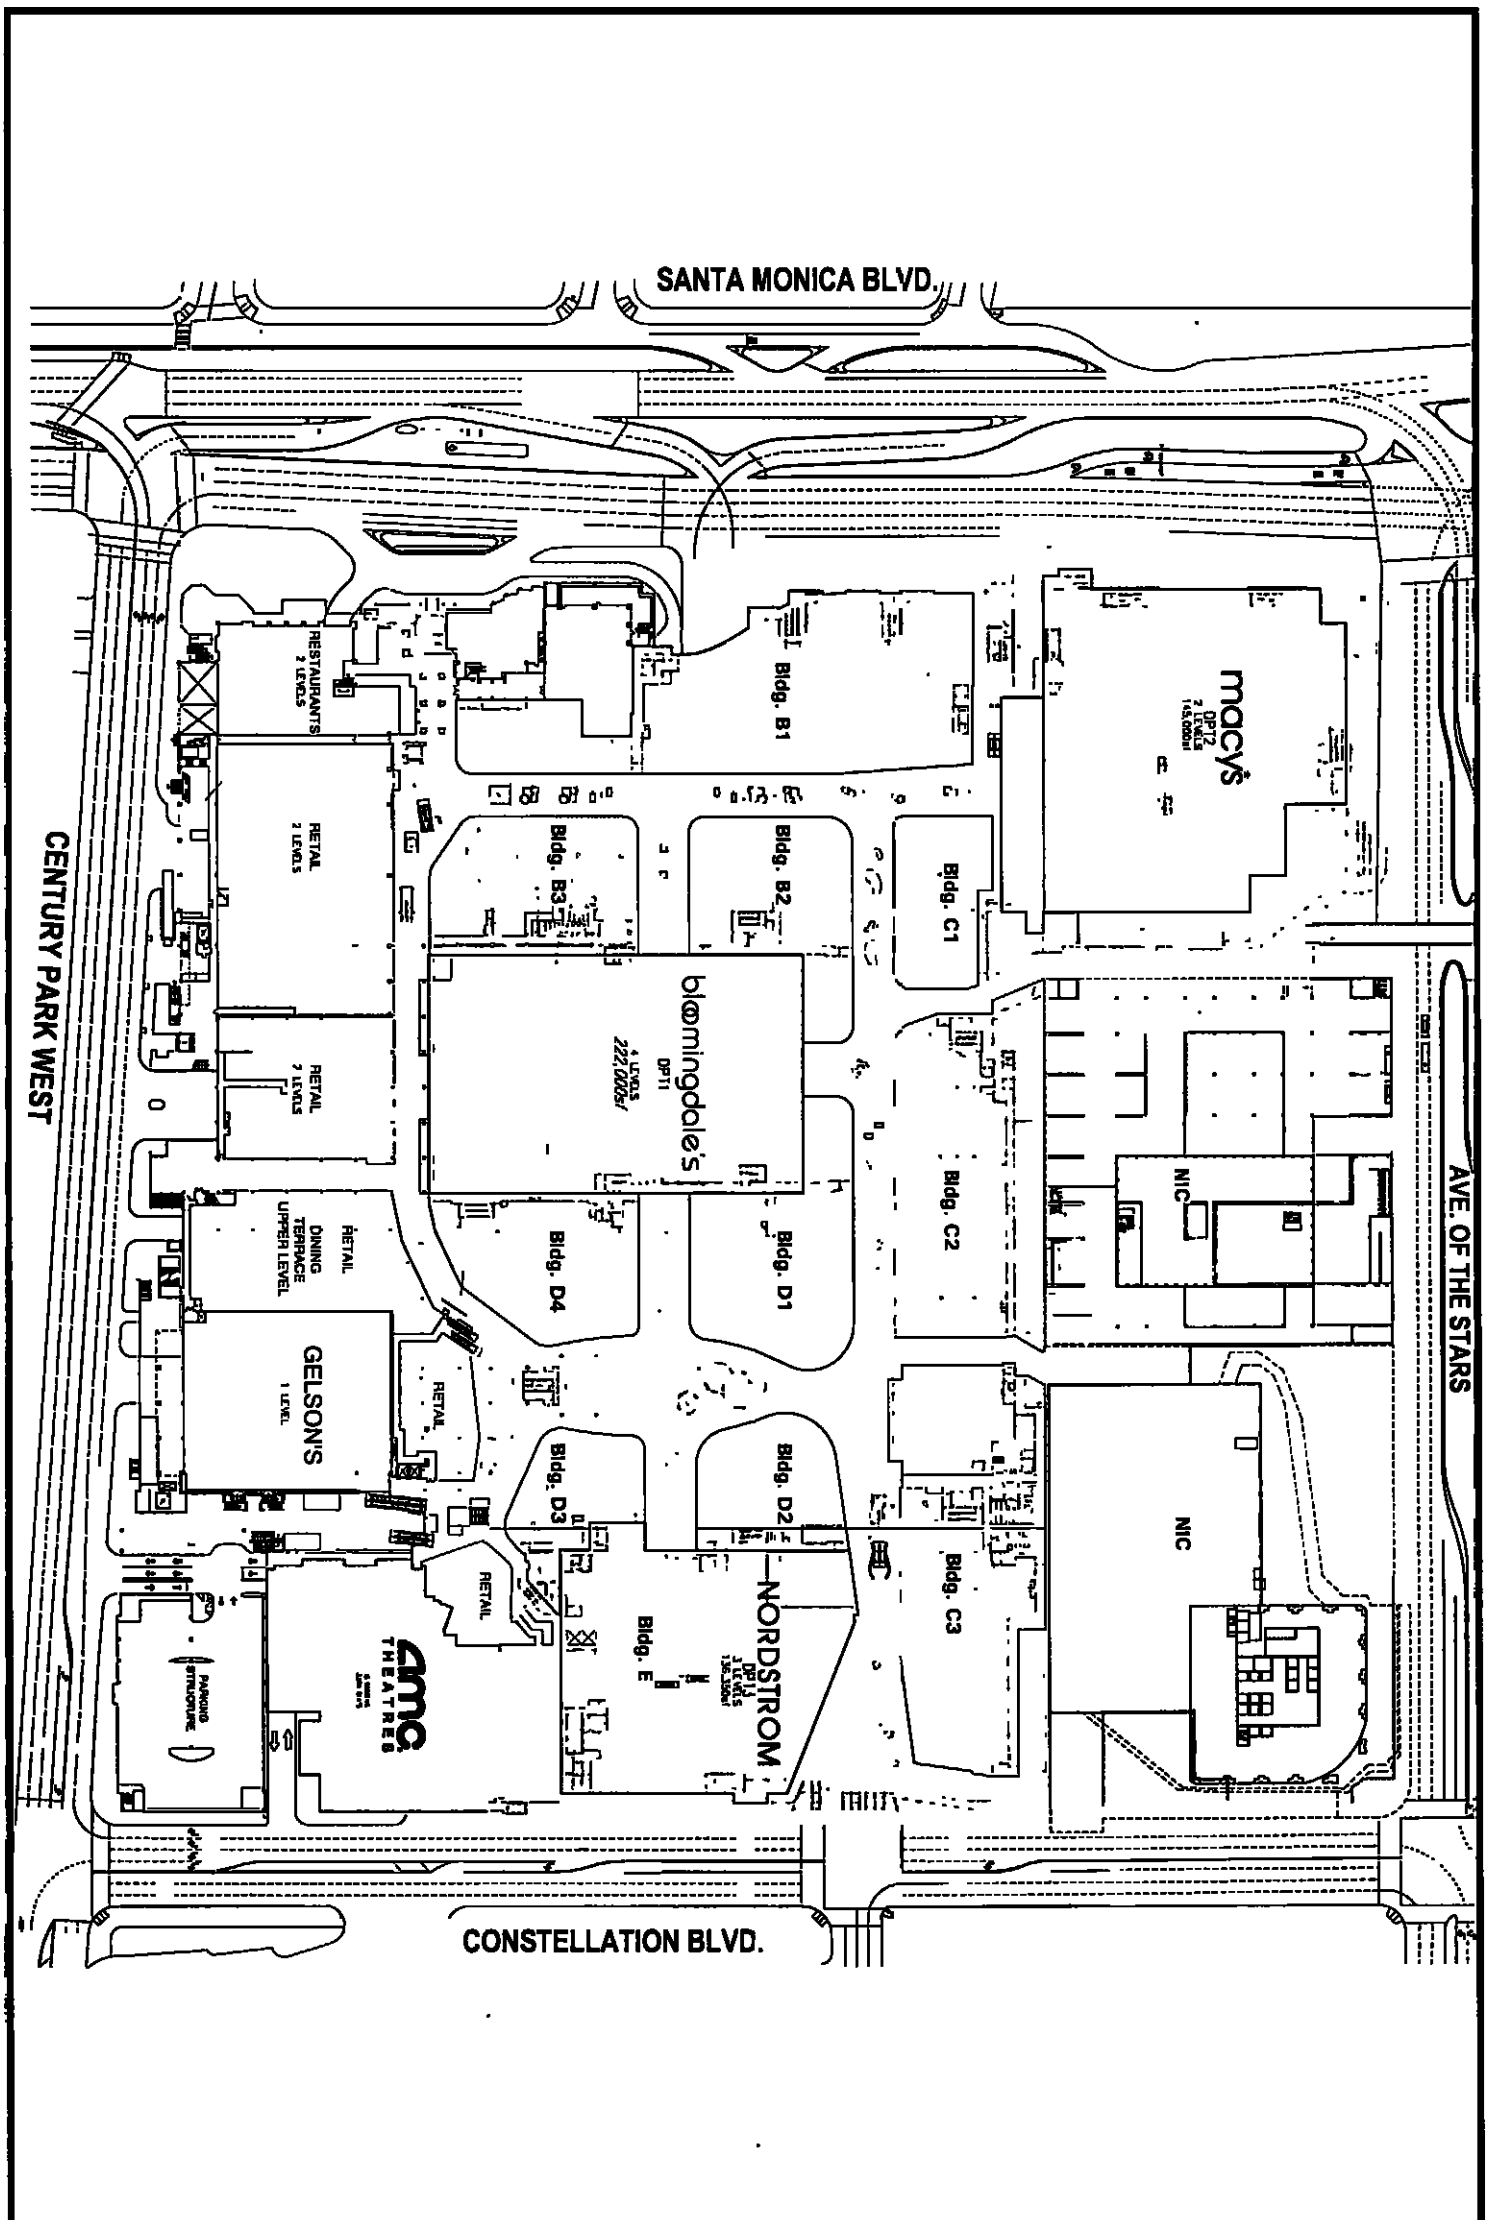 SANTA MONICA BLVD.
macy's
DPT2
2 LEVELS
145,000sf
RESTAURANTS
2 LEVELS
Bldg. B1
RETAIL
2 LEVELS
Bldg. B3
Bldg. B2
Bldg. C1
CENTURY PARK WEST
bloomingdale's
DPT1
4 LEVELS
222,000sf
RETAIL
2 LEVELS
AVE. OF THE STARS
NIC
Bldg. C2
RETAIL
DINING
TERRACE
UPPER LEVEL
Bldg. D4
Bldg. D1
GELSON'S
1 LEVEL
RETAIL
Bldg. D3
Bldg. D2
NIC
Bldg. C3
RETAIL
NORDSTROM
DPT3
3 LEVELS
Bldg. E
amc
THEATRES
PARKING
STRUCTURE
CONSTELLATION BLVD.